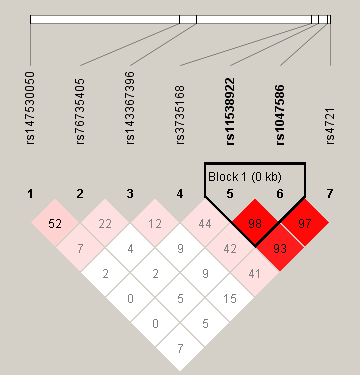 rs147530050 rs76735405 rs143367396 rs3735168 rs11538922 rs1047586 rs4721
Block 1 (0 kb)
1 2 3 4 5 6 7
52 22 12 44 98 97
7 4 9 42 93
2 2 9 41
0 5 15
0 5
7